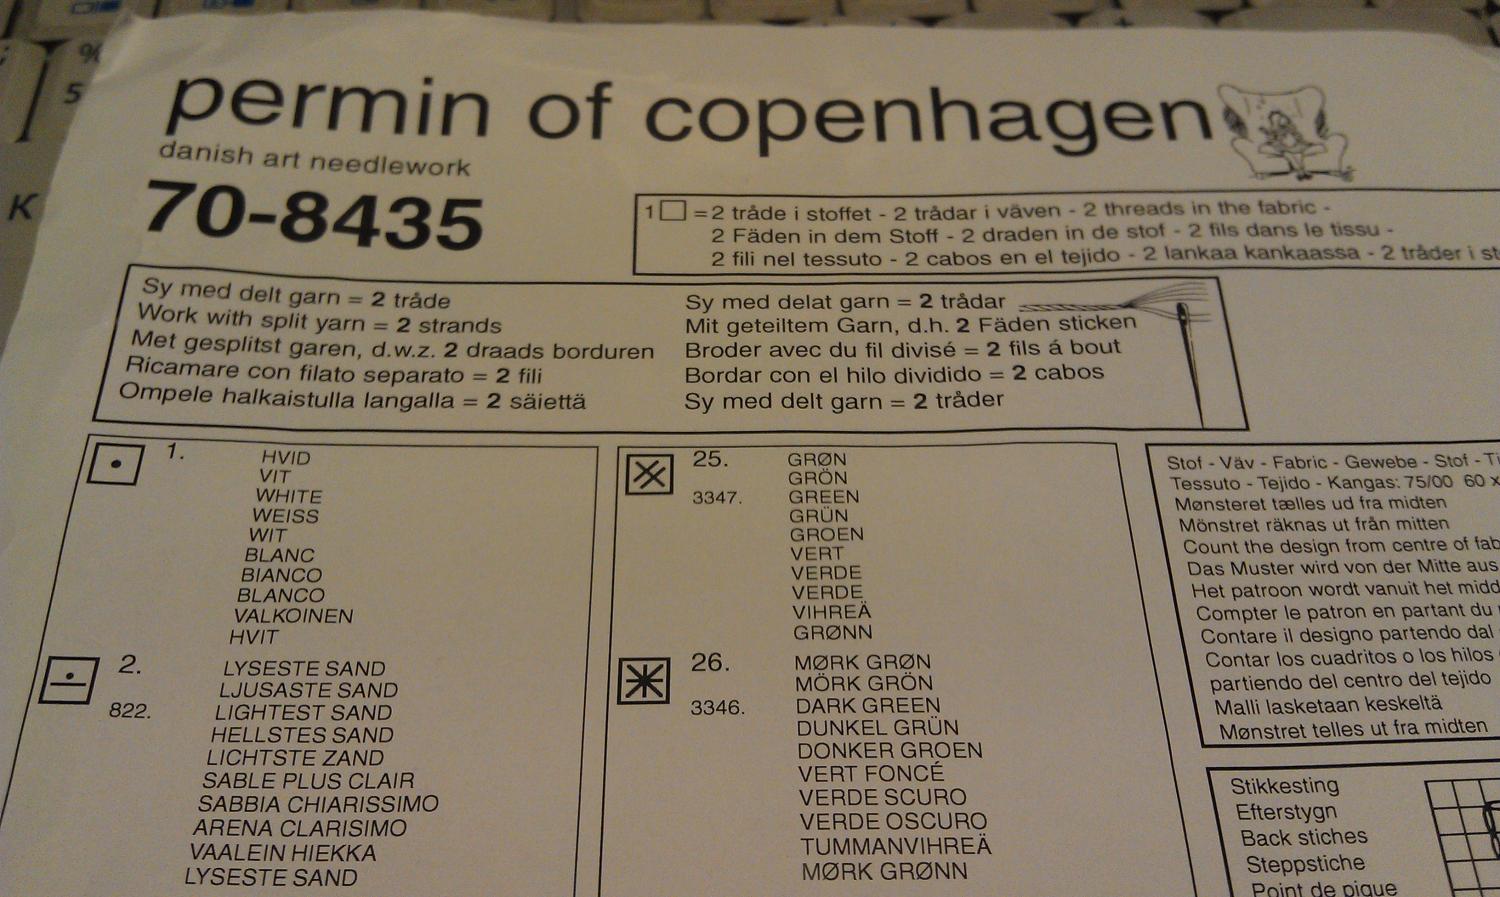 permin of copenhagen
danish art needlework
70-8435
1 = 2 tråde i stoffet - 2 trådar i väven - 2 threads in the fabric -
2 Fäden in dem Stoff - 2 draden in de stof - 2 fils dans le tissu -
2 fili nel tessuto - 2 cabos en el tejido - 2 lankaa kankaassa - 2 tråder i
Sy med delt garn = 2 tråde
Work with split yarn = 2 strands
Met gesplitst garen, d.w.z. 2 draads borduren
Ricamare con filato separato = 2 fili
Ompele halkaistulla langalla = 2 säiettä
Sy med delat garn = 2 trådar
Mit geteiltem Garn, d.h. 2 Fäden sticken
Broder avec du fil divisé = 2 fils á bout
Bordar con el hilo dividido = 2 cabos
Sy med delt garn = 2 tråder
1. HVID
VIT
WHITE
WEISS
WIT
BLANC
BIANCO
BLANCO
VALKOINEN
HVIT
2. LYSESTE SAND
LJUSASTE SAND
822. LIGHTEST SAND
HELLSTES SAND
LICHTSTE ZAND
SABLE PLUS CLAIR
SABBIA CHIARISSIMO
ARENA CLARISIMO
VAALEIN HIEKKA
LYSESTE SAND
25. GRØN
GRÖN
3347. GREEN
GRÜN
GROEN
VERT
VERDE
VERDE
VIHREÄ
GRØNN
26. MØRK GRØN
MÖRK GRÖN
3346. DARK GREEN
DUNKEL GRÜN
DONKER GROEN
VERT FONCÉ
VERDE SCURO
VERDE OSCURO
TUMMANVIHREÄ
MØRK GRØNN
Stof - Väv - Fabric - Gewebe - Stof -
Tessuto - Tejido - Kangas: 75/00 60 x
Mønsteret tælles ud fra midten
Mönstret räknas ut från mitten
Count the design from centre of
Das Muster wird von der Mitte aus
Het patroon wordt vanuit het
Compter le patron en partant du
Contare il designo partendo dal
Contar los cuadritos o los hilos
partiendo del centro del tejido
Malli lasketaan keskeltä
Mønstret telles ut fra midten
Stikkesting
Efterstygn
Back stiches
Steppstiche
Point de pique
% 5
K